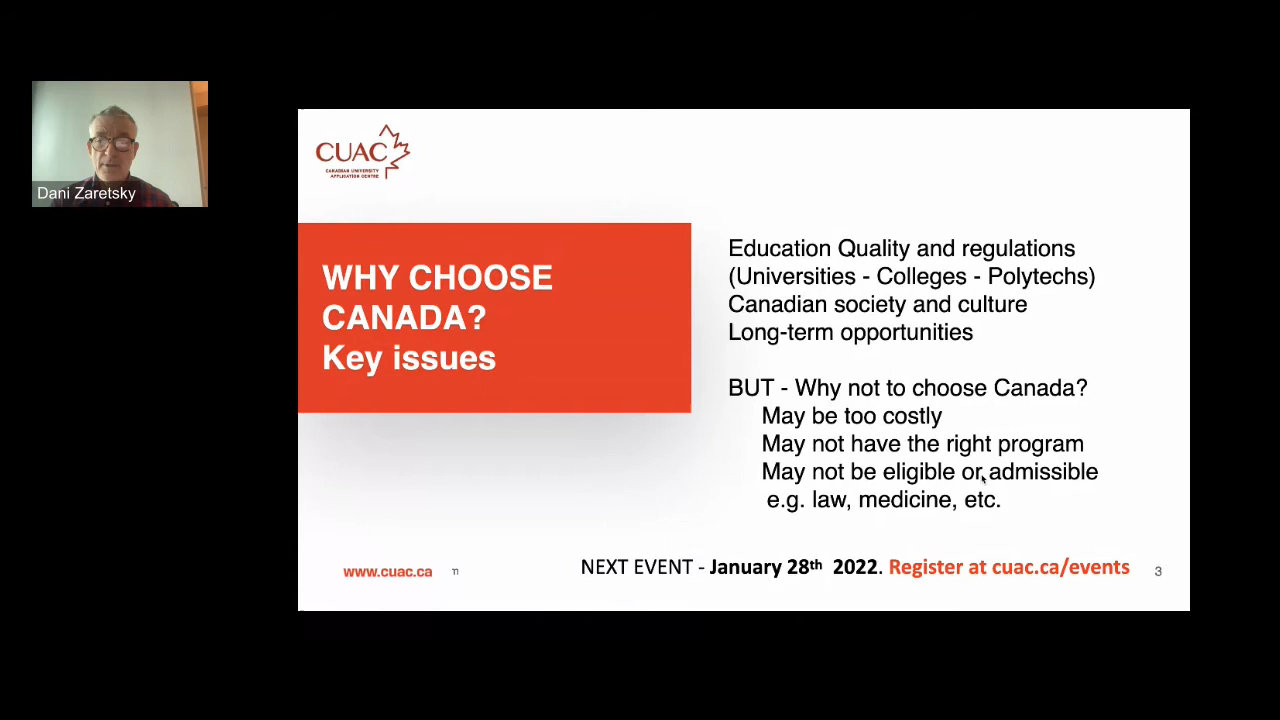 Dani Zaretsky
CUAC
CANADIAN UNIVERSITY
APPLICATION CENTRE
WHY CHOOSE
CANADA?
Key issues
Education Quality and regulations
(Universities - Colleges - Polytechs)
Canadian society and culture
Long-term opportunities
BUT - Why not to choose Canada?
May be too costly
May not have the right program
May not be eligible or admissible
e.g. law, medicine, etc.
www.cuac.ca
NEXT EVENT - January 28th 2022. Register at cuac.ca/events
3